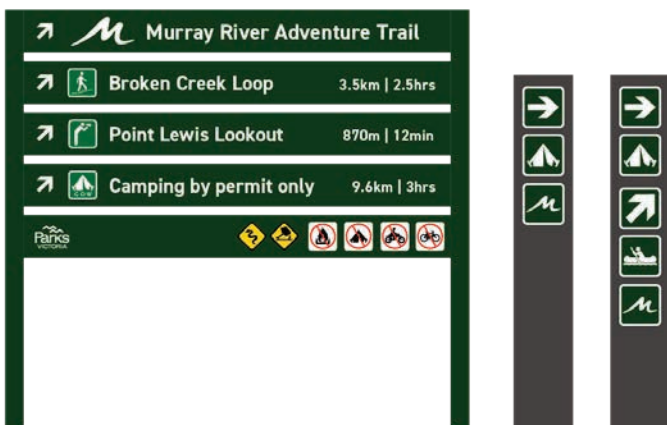 Murray River Adventure Trail
Broken Creek Loop 3.5km | 2.5hrs
Point Lewis Lookout 870m | 12min
Camping by permit only 9.6km | 3hrs
Parks
VICTORIA